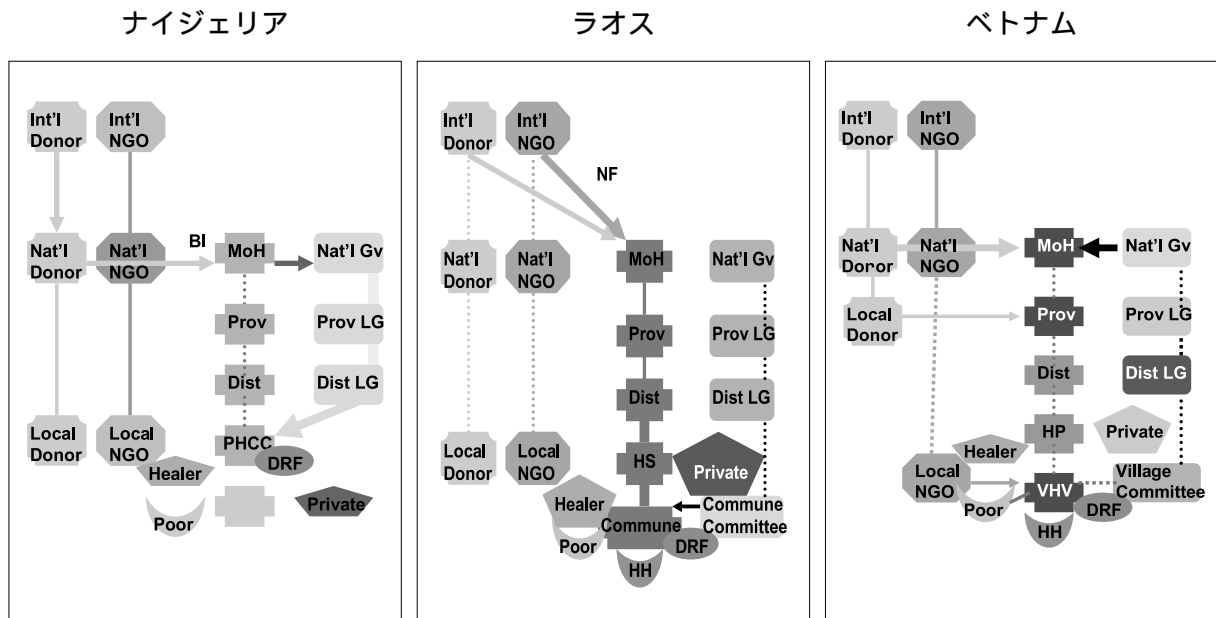 ナイジェリア
Int'l
Donor
Int'l
NGO
Nat'l
Donor
Nat'l
NGO
BI
MoH
Nat'l Gv
Prov
Prov LG
Dist
Dist LG
Local
Donor
Local
NGO
PHCC
DRF
Healer
Poor
Private
ラオス
Int'l
Donor
Int'l
NGO
NF
Nat'l
Donor
Nat'l
NGO
MoH
Nat'l Gv
Prov
Prov LG
Dist
Dist LG
Local
Donor
Local
NGO
HS
Private
Healer
Commune
Commune
Committee
Poor
DRF
HH
ベトナム
Int'l
Donor
Int'l
NGO
Nat'l
Donor
Nat'l
NGO
MoH
Nat'l Gv
Local
Donor
Prov
Prov LG
Dist
Dist LG
HP
Private
Healer
Local
NGO
Poor
VHV
Village
Committee
DRF
HH